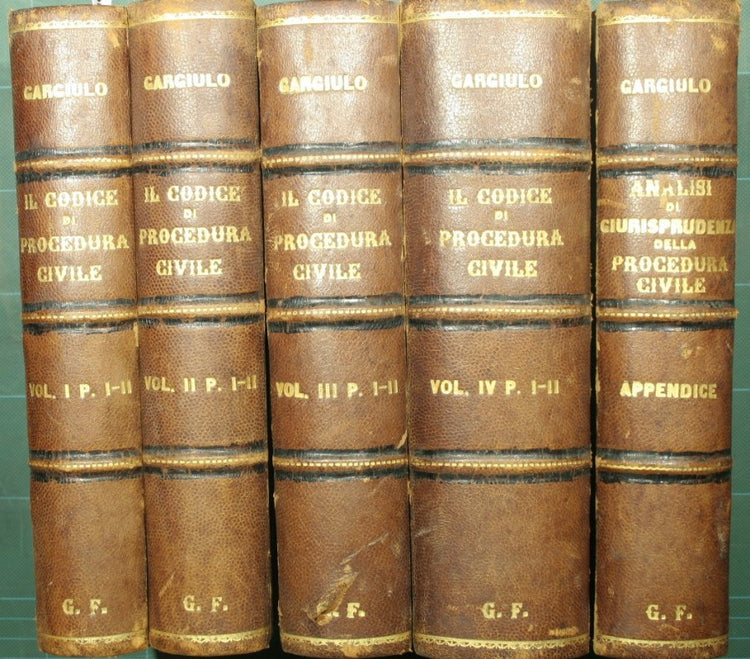 GARGIULO
IL CODICE
DI
PROCEDURA
CIVILE
VOL. I P. I-II
G. F.
GARGIULO
IL CODICE
DI
PROCEDURA
CIVILE
VOL. II P. I-II
G. F.
GARGIULO
IL CODICE
DI
PROCEDURA
CIVILE
VOL. III P. I-II
G. F.
GARGIULO
IL CODICE
DI
PROCEDURA
CIVILE
VOL. IV P. I-II
G. F.
GARGIULO
ANALISI
DI
GIURISPRUDENZA
DELLA
PROCEDURA
CIVILE
APPENDICE
G. F.